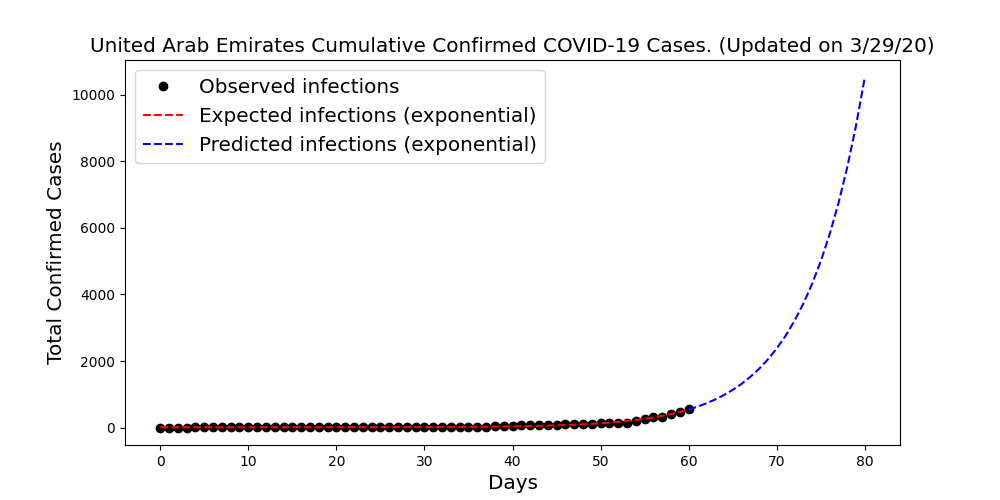 United Arab Emirates Cumulative Confirmed COVID-19 Cases. (Updated on 3/29/20)
Observed infections
Expected infections (exponential)
Predicted infections (exponential)
Total Confirmed Cases
10000
8000
6000
4000
2000
0
0 10 20 30 40 50 60 70 80
Days